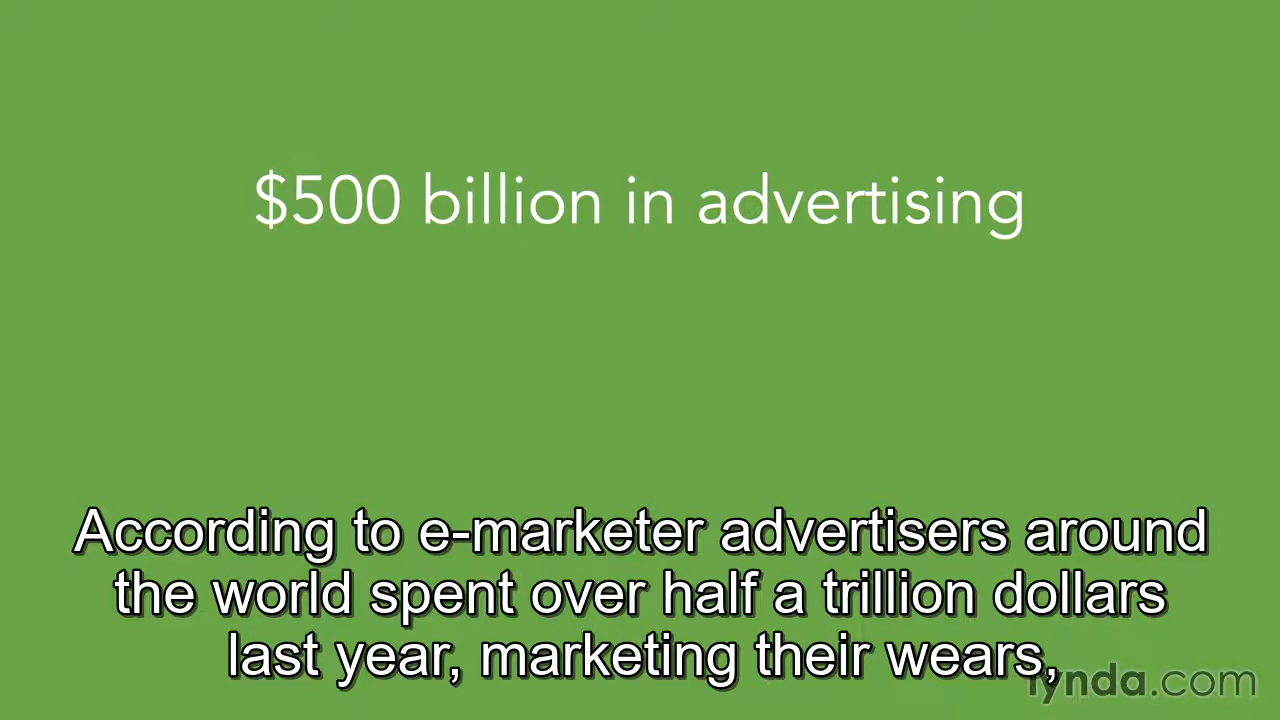 $500 billion in advertising
According to e-marketer advertisers around
the world spent over half a trillion dollars
last year, marketing their wears,
lynda.com